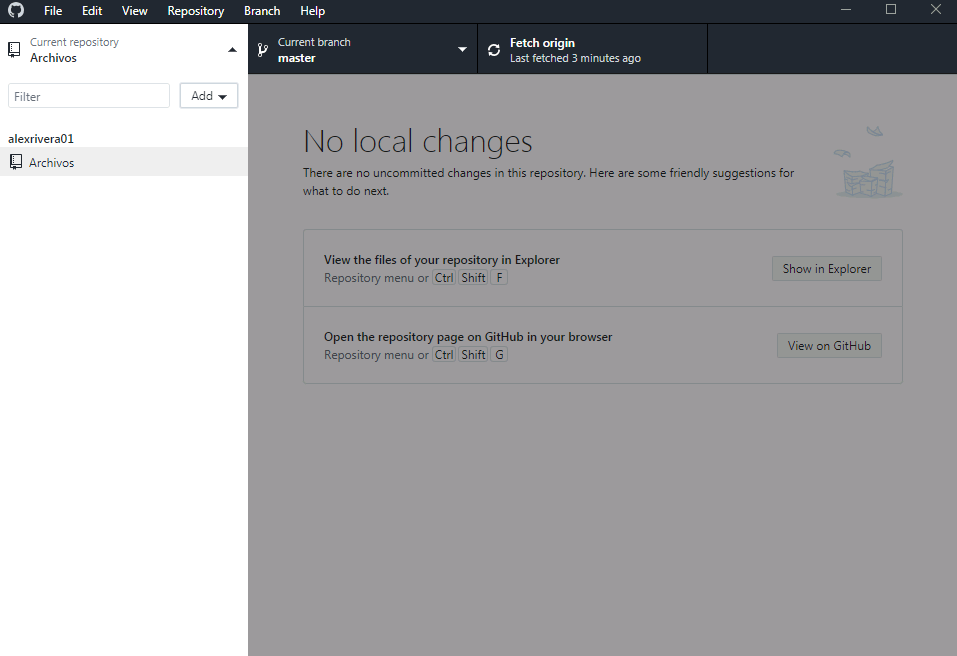 File Edit View Repository Branch Help
Current repository
Archivos
Current branch
master
Fetch origin
Last fetched 3 minutes ago
Filter
Add
alexrivera01
Archivos
No local changes
There are no uncommitted changes in this repository. Here are some friendly suggestions for
what to do next.
View the files of your repository in Explorer
Repository menu or Ctrl Shift F
Show in Explorer
Open the repository page on GitHub in your browser
Repository menu or Ctrl Shift G
View on GitHub